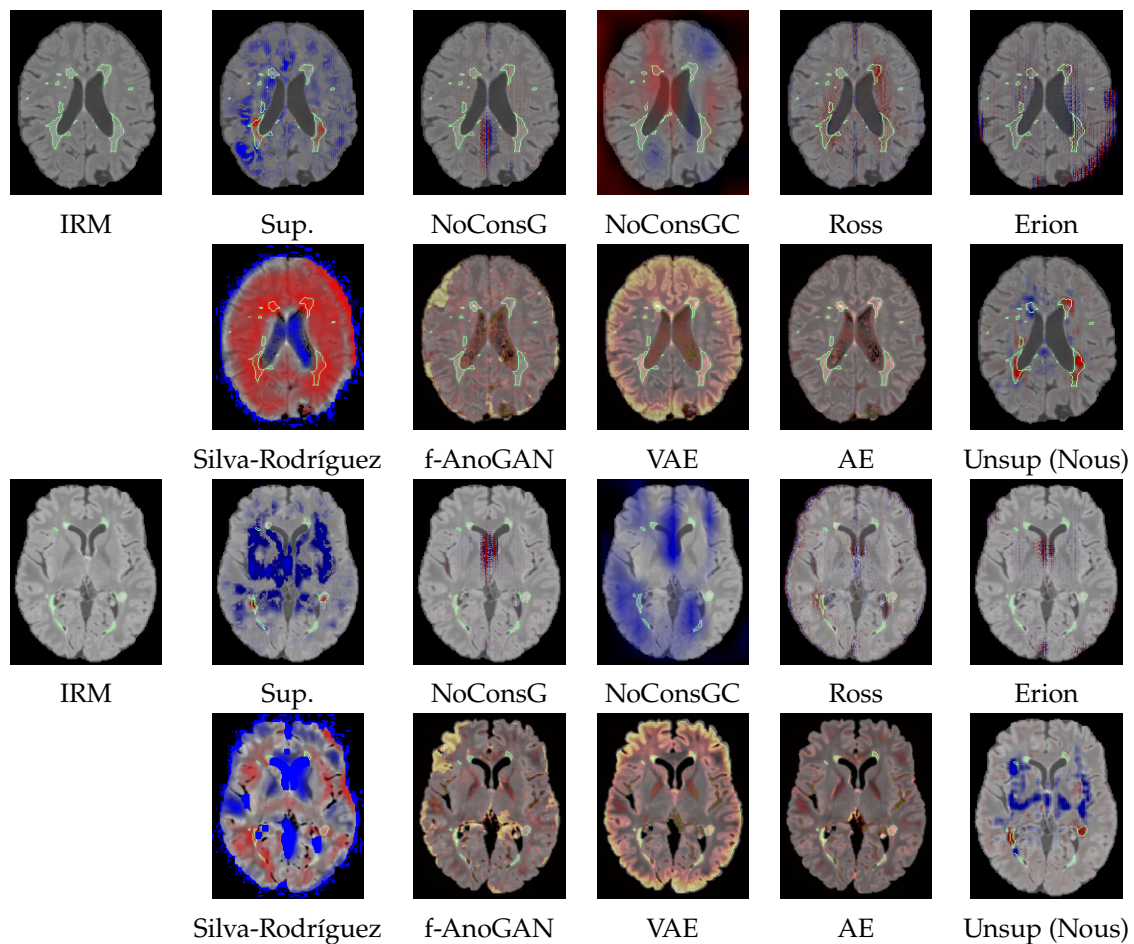 IRM Sup. NoConsG NoConsGC Ross Erion
Silva-Rodríguez f-AnoGAN VAE AE Unsup (Nous)
IRM Sup. NoConsG NoConsGC Ross Erion
Silva-Rodríguez f-AnoGAN VAE AE Unsup (Nous)